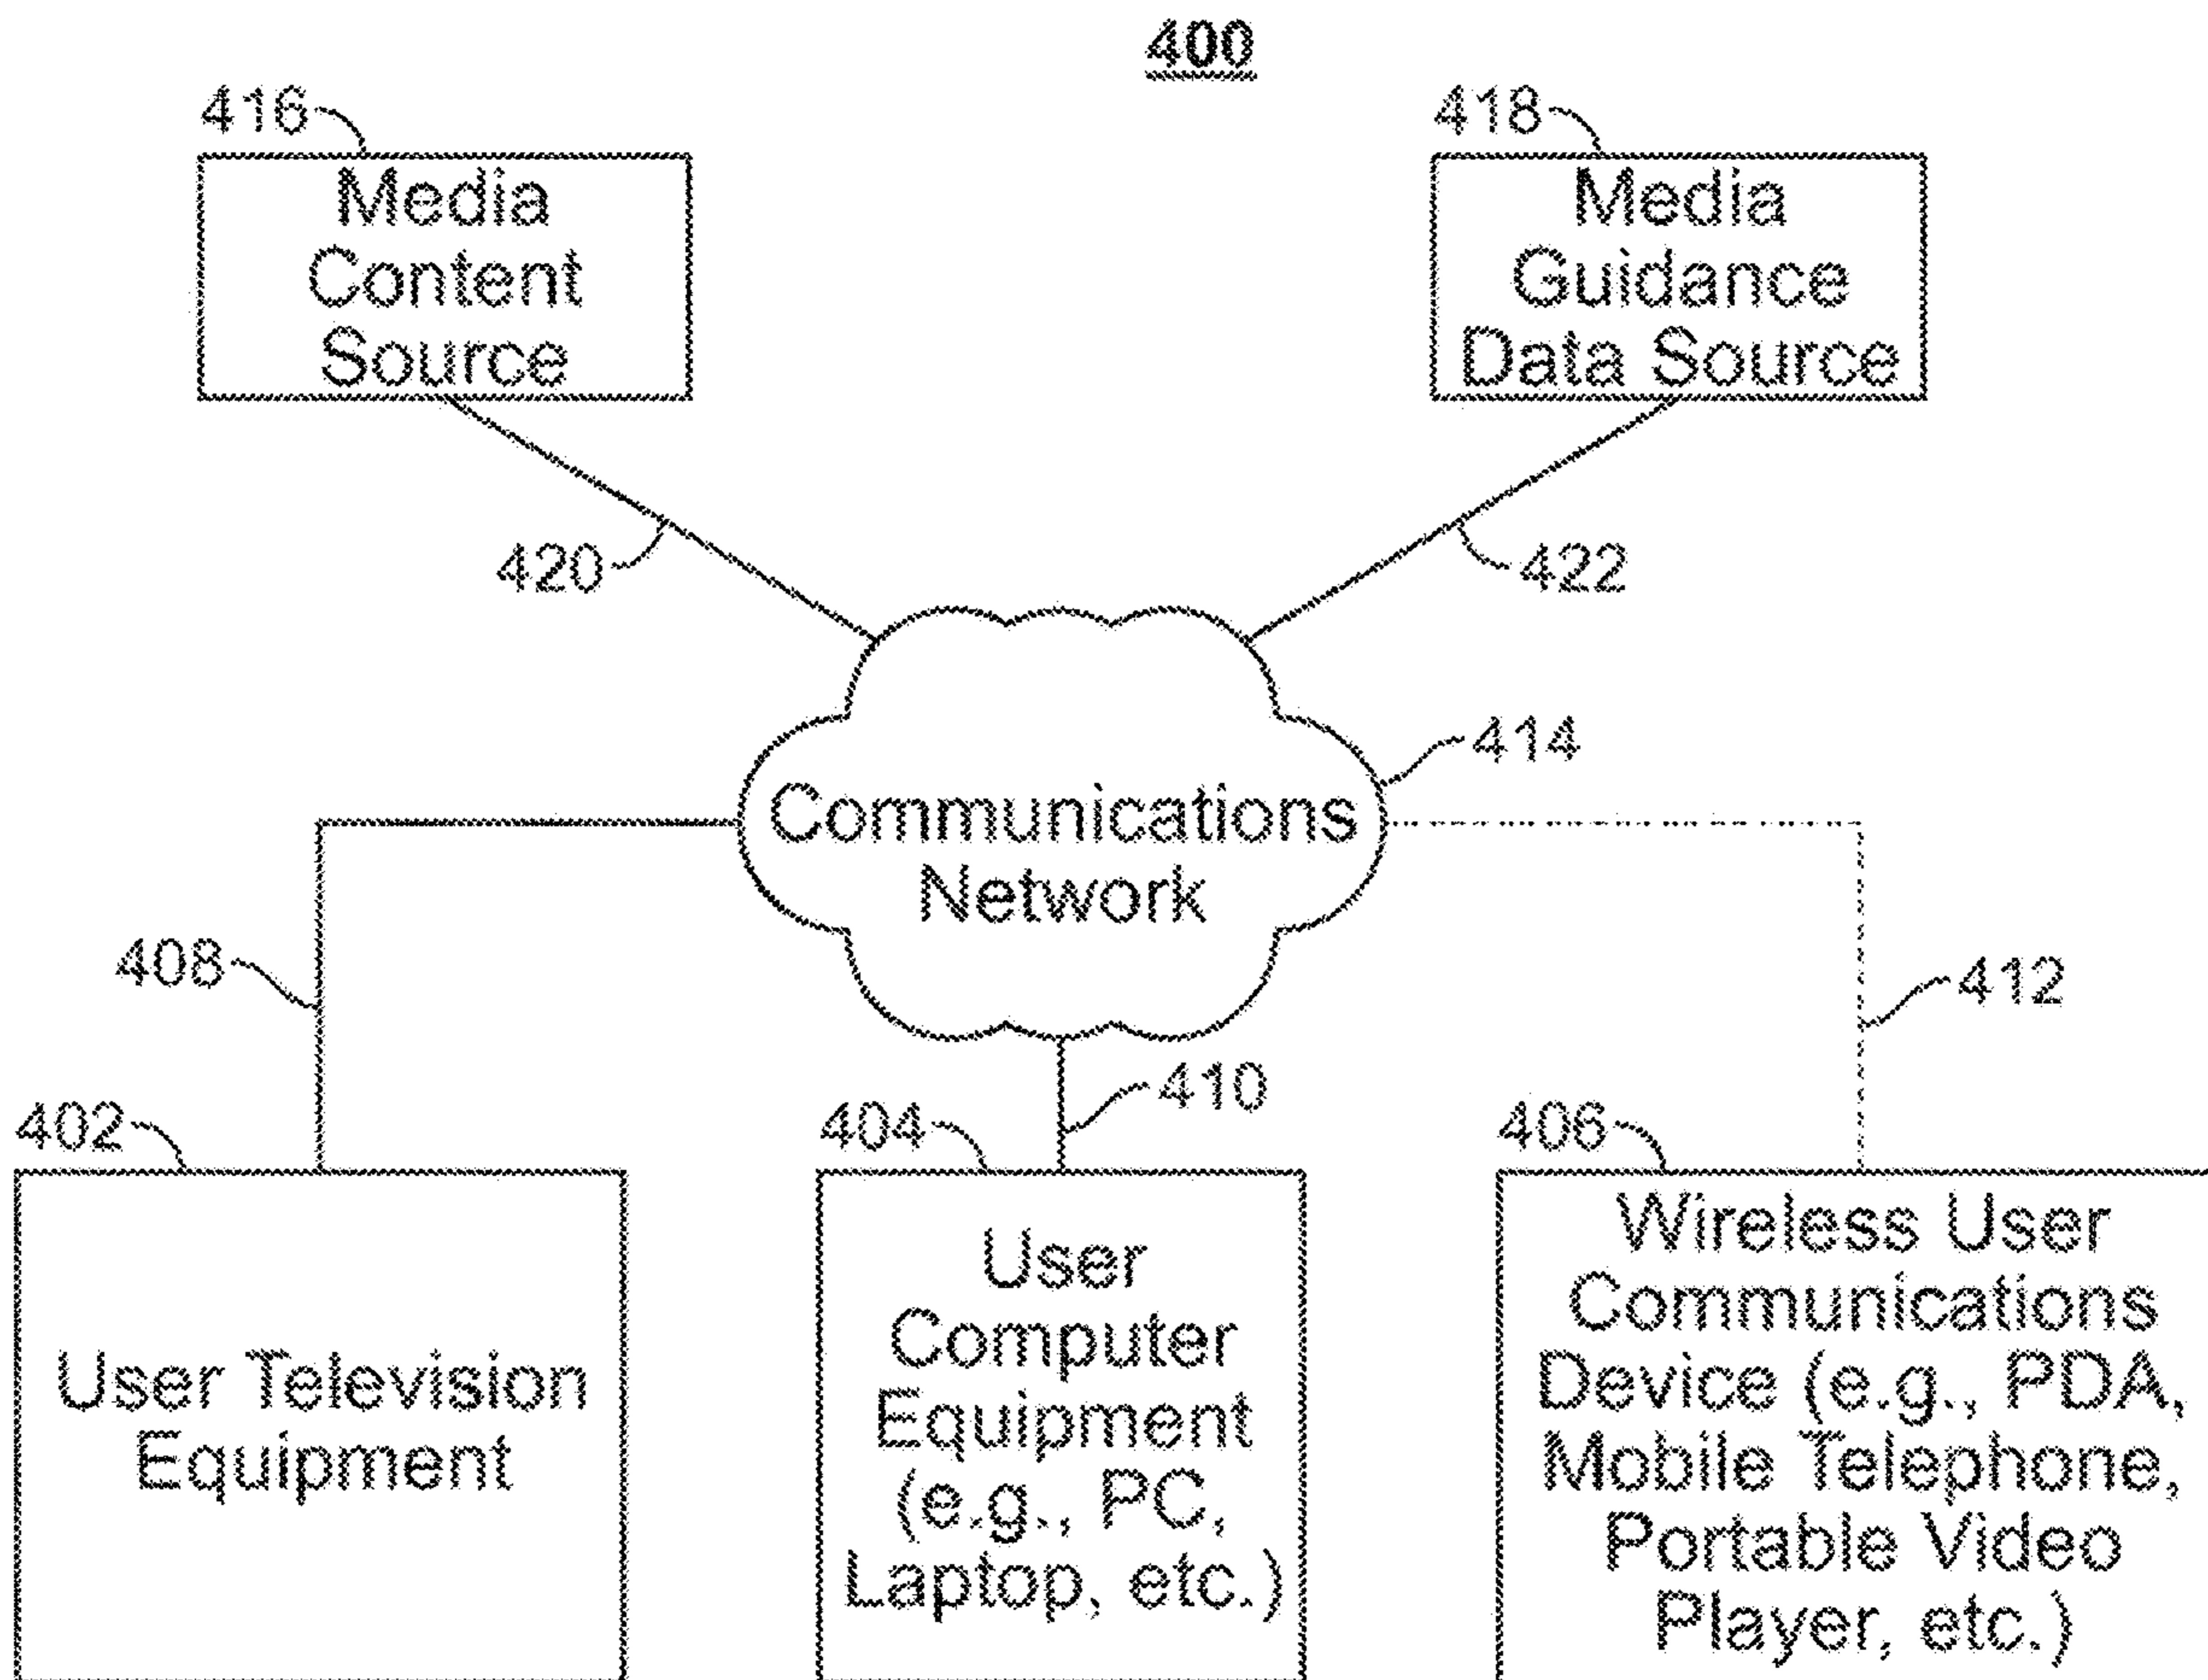 400
416
418
Media
Content
Source
Media
Guidance
Data Source
420
422
414
Communications
Network
408
412
410
402
404
406
User Television
Equipment
User
Computer
Equipment
(e.g., PC,
Laptop, etc.)
Wireless User
Communications
Device (e.g., PDA,
Mobile Telephone,
Portable Video
Player, etc.)